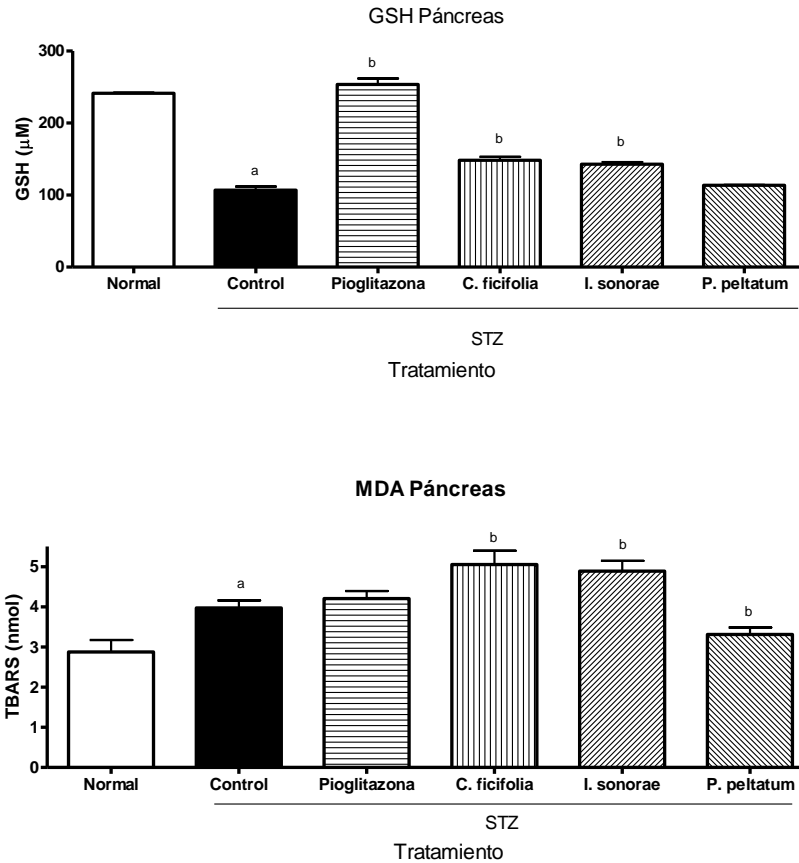 GSH Páncreas
300
200
100
0
GSH (μM)
a
b
b
b
Normal Control Pioglitazona C. ficifolia I. sonorae P. peltatum
STZ
Tratamiento
MDA Páncreas
5
4
3
2
1
0
TBARS (nmol)
a
b
b
b
Normal Control Pioglitazona C. ficifolia I. sonorae P. peltatum
STZ
Tratamiento